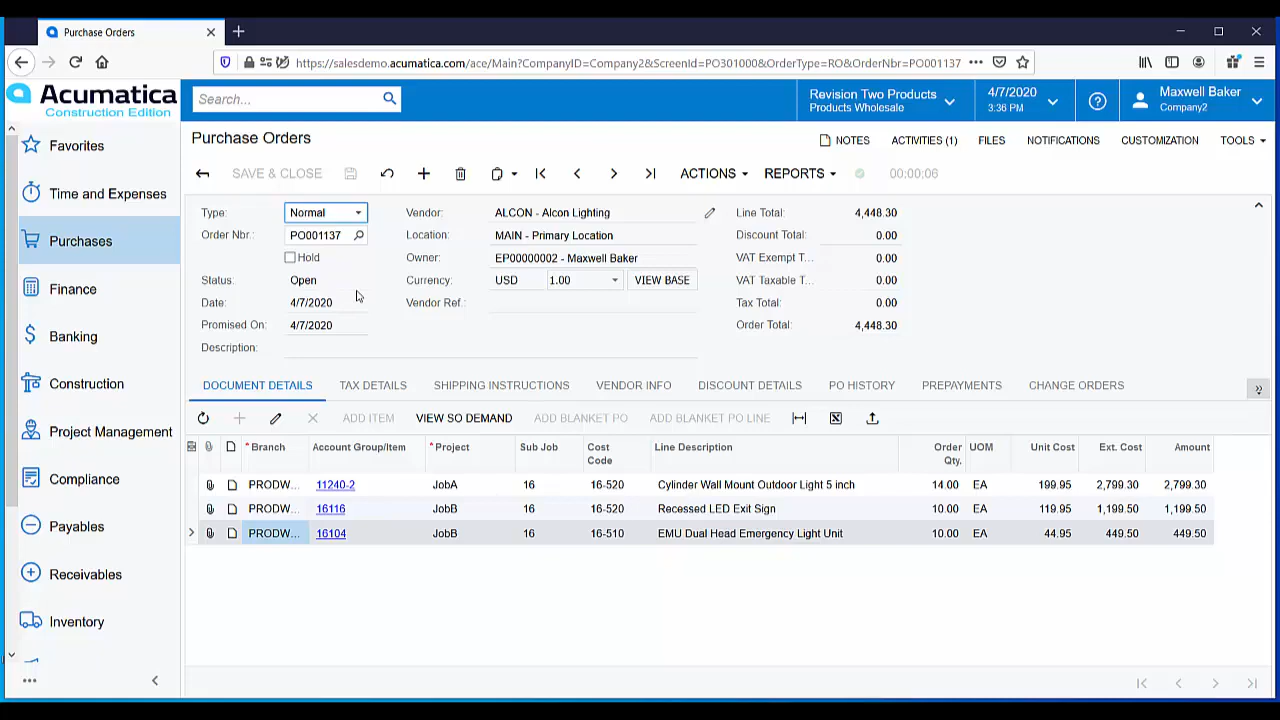 Purchase Orders
https://salesdemo.acumatica.com/ace/Main?CompanyID=Company2&ScreenId=PO301000&OrderType=RO&OrderNbr=PO001137
Acumatica
Construction Edition
Search...
Revision Two Products
Products Wholesale
4/7/2020
3:36 PM
Maxwell Baker
Company2
Favorites
Time and Expenses
Purchases
Finance
Banking
Construction
Project Management
Compliance
Payables
Receivables
Inventory
Purchase Orders
NOTES ACTIVITIES (1) FILES NOTIFICATIONS CUSTOMIZATION TOOLS
SAVE & CLOSE ACTIONS REPORTS 00:00:06
Type: Normal Vendor: ALCON - Alcon Lighting Line Total: 4,448.30
Order Nbr.: PO001137 Location: MAIN - Primary Location Discount Total: 0.00
Hold Owner: EP00000002 - Maxwell Baker VAT Exempt T... 0.00
Status: Open Currency: USD 1.00 VIEW BASE VAT Taxable T... 0.00
Date: 4/7/2020 Vendor Ref.: Tax Total: 0.00
Promised On: 4/7/2020 Order Total: 4,448.30
Description:
DOCUMENT DETAILS TAX DETAILS SHIPPING INSTRUCTIONS VENDOR INFO DISCOUNT DETAILS PO HISTORY PREPAYMENTS CHANGE ORDERS
ADD ITEM VIEW SO DEMAND ADD BLANKET PO ADD BLANKET PO LINE
* Branch Account Group/Item * Project Sub Job Cost Code Line Description Order Qty. UOM Unit Cost Ext. Cost Amount
PRODW... 11240-2 JobA 16 16-520 Cylinder Wall Mount Outdoor Light 5 inch 14.00 EA 199.95 2,799.30 2,799.30
PRODW... 16116 JobB 16 16-520 Recessed LED Exit Sign 10.00 EA 119.95 1,199.50 1,199.50
PRODW... 16104 JobB 16 16-510 EMU Dual Head Emergency Light Unit 10.00 EA 44.95 449.50 449.50